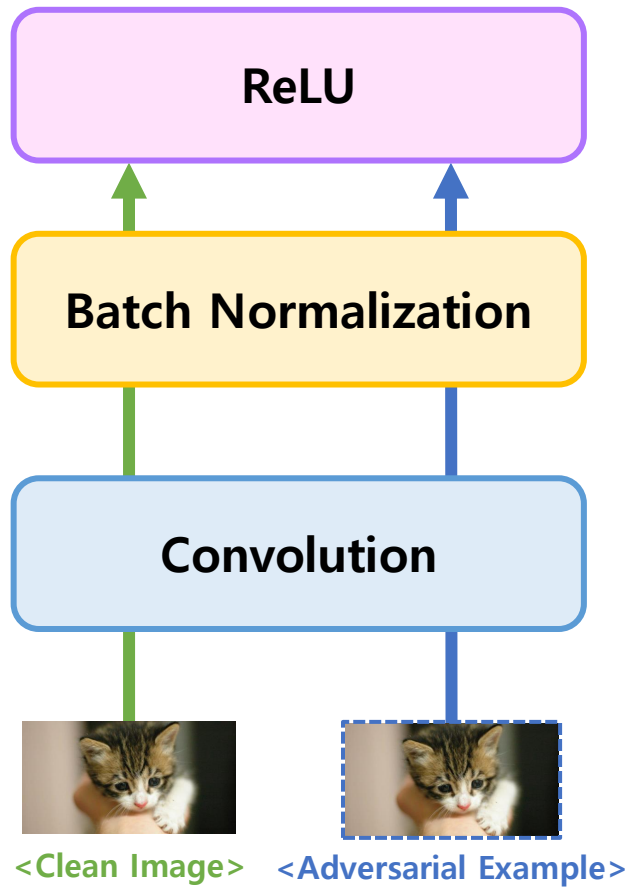 ReLU
Batch Normalization
Convolution
<Clean Image> <Adversarial Example>